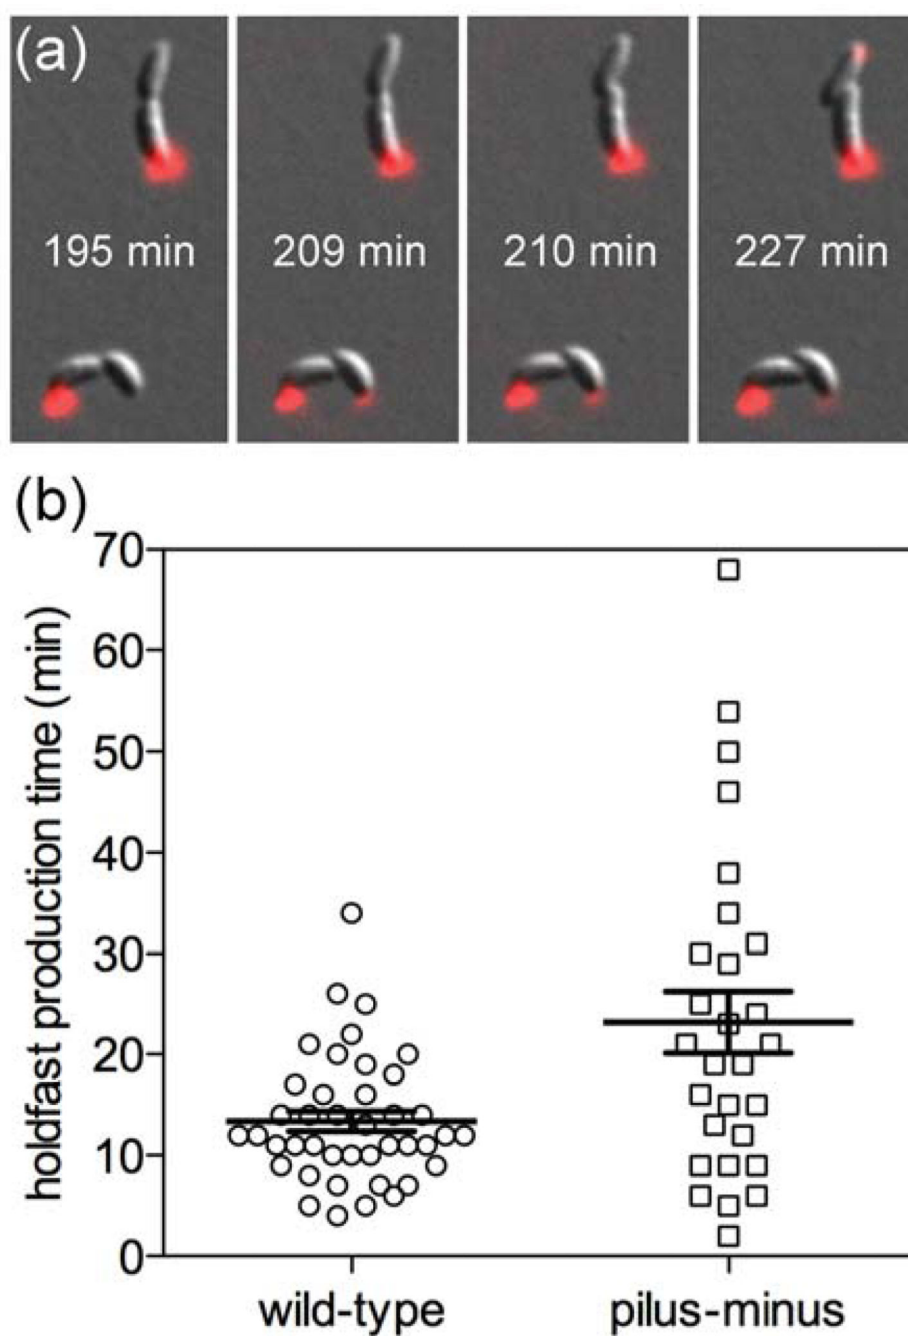 (a)
195 min 209 min 210 min 227 min
(b)
holdfast production time (min)
70
60
50
40
30
20
10
0
wild-type pilus-minus